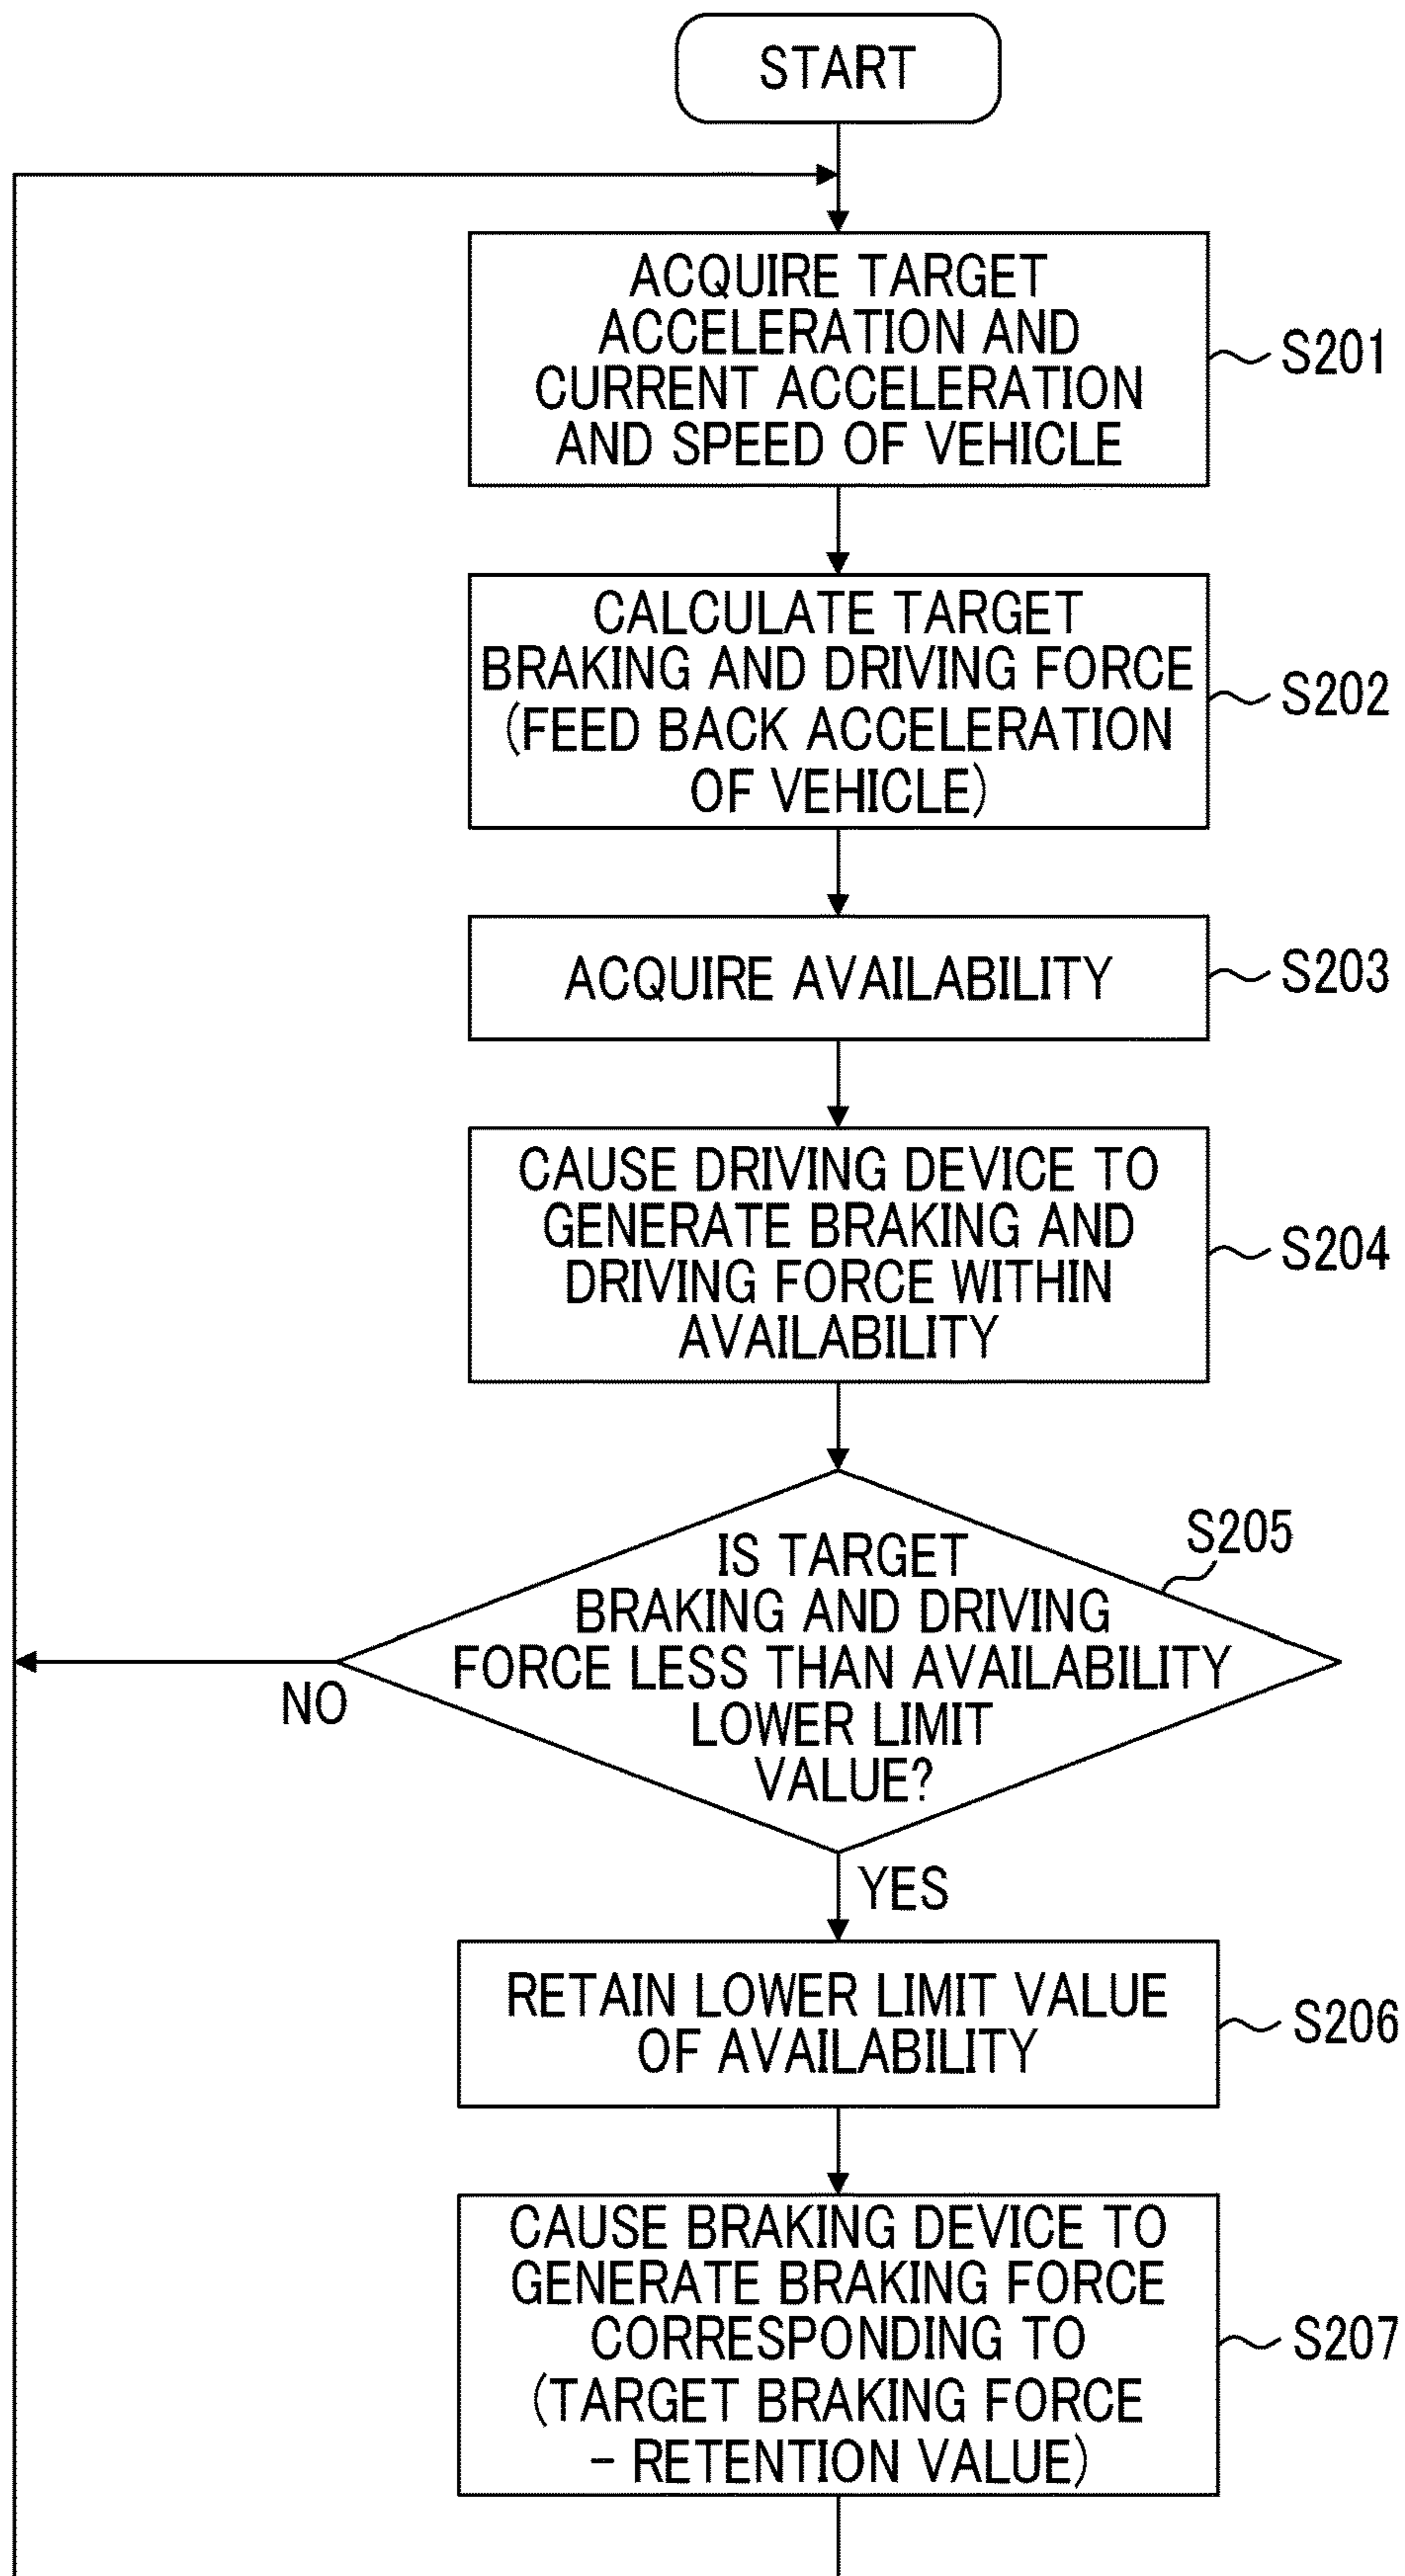 START
ACQUIRE TARGET
ACCELERATION AND
CURRENT ACCELERATION
AND SPEED OF VEHICLE
S201
CALCULATE TARGET
BRAKING AND DRIVING FORCE
(FEED BACK ACCELERATION
OF VEHICLE)
S202
ACQUIRE AVAILABILITY
S203
CAUSE DRIVING DEVICE TO
GENERATE BRAKING AND
DRIVING FORCE WITHIN
AVAILABILITY
S204
S205
IS TARGET
BRAKING AND DRIVING
FORCE LESS THAN AVAILABILITY
LOWER LIMIT
VALUE?
NO
YES
RETAIN LOWER LIMIT VALUE
OF AVAILABILITY
S206
CAUSE BRAKING DEVICE TO
GENERATE BRAKING FORCE
CORRESPONDING TO
(TARGET BRAKING FORCE
- RETENTION VALUE)
S207